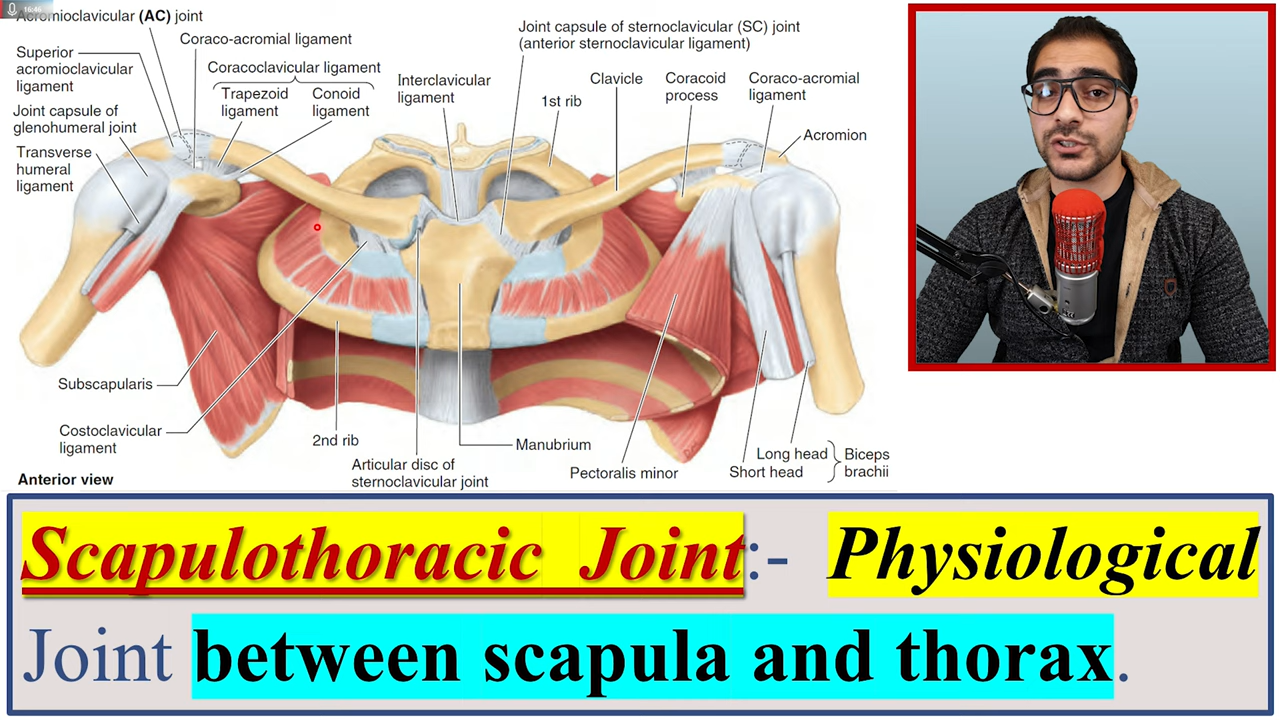 16:46
Acromioclavicular (AC) joint
Coraco-acromial ligament
Superior
acromioclavicular
ligament
Coracoclavicular ligament
Trapezoid
ligament
Conoid
ligament
Joint capsule of
glenohumeral joint
Transverse
humeral
ligament
Interclavicular
ligament
Joint capsule of sternoclavicular (SC) joint
(anterior sternoclavicular ligament)
1st rib
Clavicle
Coracoid
process
Coraco-acromial
ligament
Acromion
Subscapularis
Costoclavicular
ligament
2nd rib
Articular disc of
sternoclavicular joint
Manubrium
Pectoralis minor
Long head
Short head
Biceps
brachii
Anterior view
Scapulothoracic Joint:- Physiological
Joint between scapula and thorax.